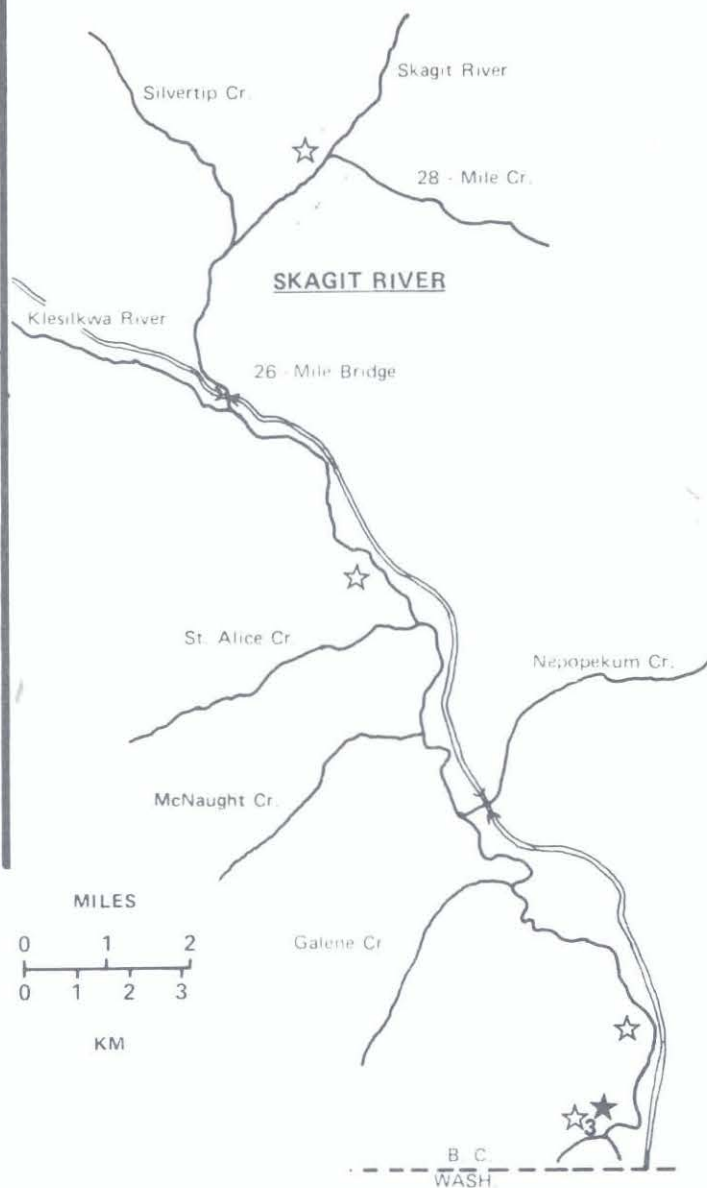 Skagit River
Silvertip Cr.
28 - Mile Cr.
SKAGIT RIVER
Klesilkwa River
26 - Mile Bridge
St. Alice Cr
Nepopekum Cr.
McNaught Cr.
MILES
0 1 2
0 1 2 3
KM
Galene Cr
3
B. C.
WASH.